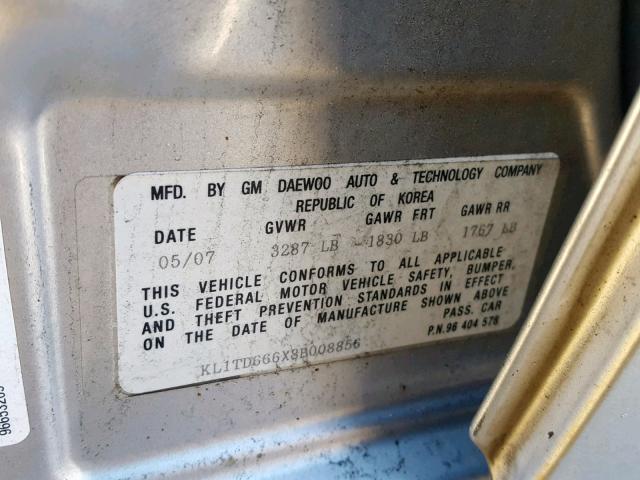 MFD. BY GM DAEWOO AUTO & TECHNOLOGY COMPANY
REPUBLIC OF KOREA
DATE GVWR GAWR FRT GAWR RR
05/07 3287 LB 1830 LB 1767 LB
THIS VEHICLE CONFORMS TO ALL APPLICABLE
U.S. FEDERAL MOTOR VEHICLE SAFETY, BUMPER,
AND THEFT PREVENTION STANDARDS IN EFFECT
ON THE DATE OF MANUFACTURE SHOWN ABOVE
PASS. CAR
P.N. 96 404 578
KL1TD666X8B008856